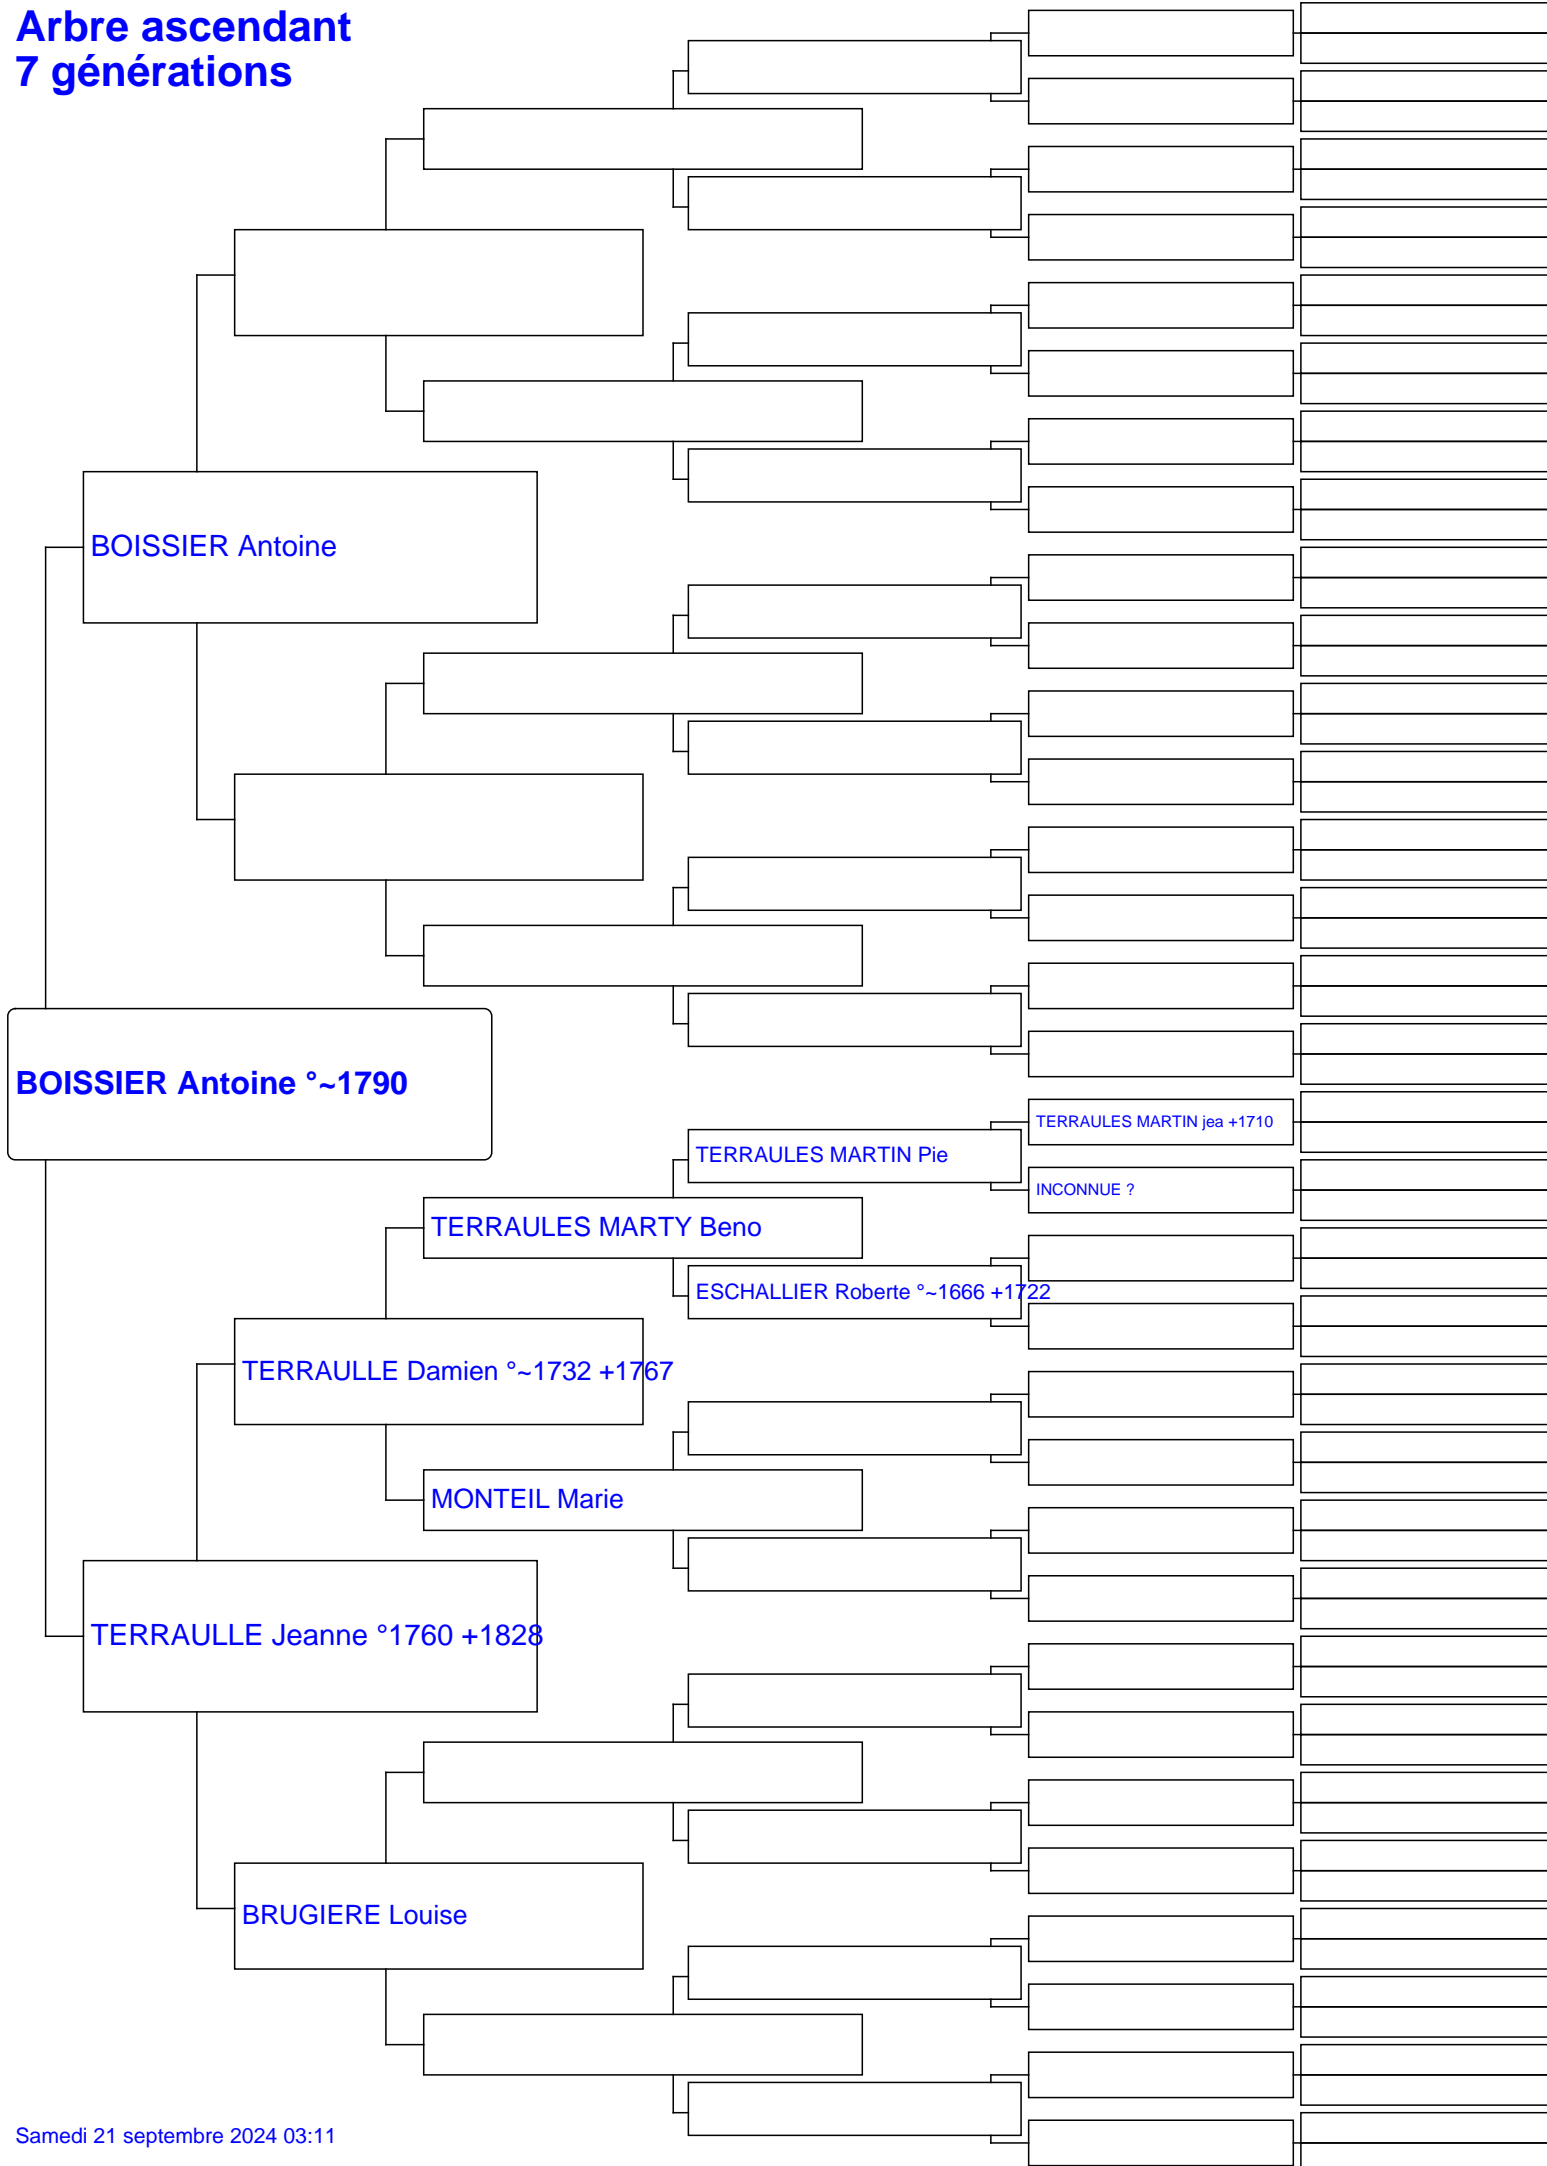 Arbre ascendant
7 générations
BOISSIER Antoine
BOISSIER Antoine °~1790
TERRAULES MARTIN jea +1710
TERRAULES MARTIN Pie
INCONNUE ?
TERRAULES MARTY Beno
ESCHALLIER Roberte °~1666 +1722
TERRAULLE Damien °~1732 +1767
MONTEIL Marie
TERRAULLE Jeanne °1760 +1828
BRUGIERE Louise
Samedi 21 septembre 2024 03:11